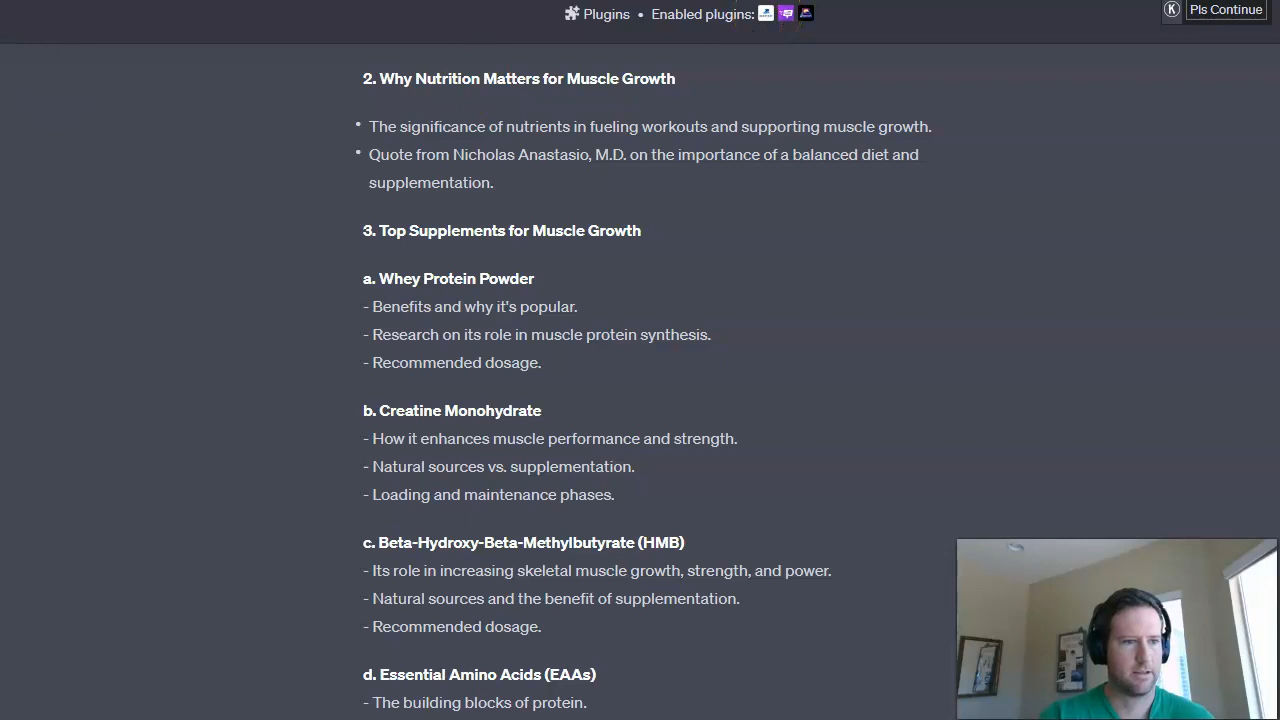 Plugins • Enabled plugins:
K Pls Continue
2. Why Nutrition Matters for Muscle Growth
• The significance of nutrients in fueling workouts and supporting muscle growth.
• Quote from Nicholas Anastasio, M.D. on the importance of a balanced diet and
supplementation.
3. Top Supplements for Muscle Growth
a. Whey Protein Powder
- Benefits and why it's popular.
- Research on its role in muscle protein synthesis.
- Recommended dosage.
b. Creatine Monohydrate
- How it enhances muscle performance and strength.
- Natural sources vs. supplementation.
- Loading and maintenance phases.
c. Beta-Hydroxy-Beta-Methylbutyrate (HMB)
- Its role in increasing skeletal muscle growth, strength, and power.
- Natural sources and the benefit of supplementation.
- Recommended dosage.
d. Essential Amino Acids (EAAs)
- The building blocks of protein.